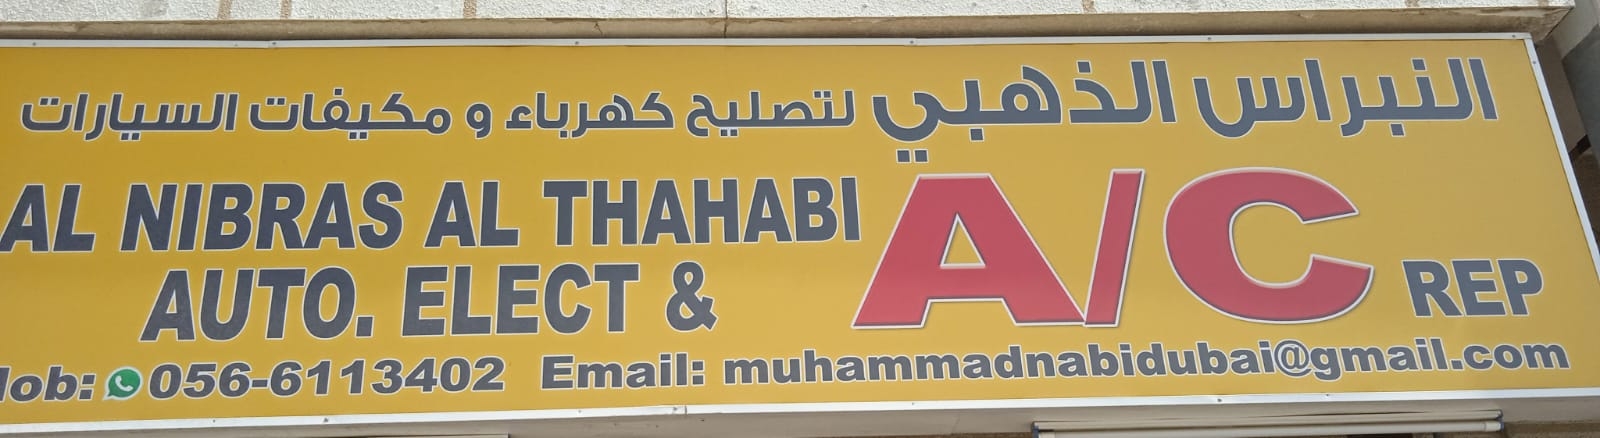 النبراس الذهبي لتصليح كهرباء و مكيفات السيارات
AL NIBRAS AL THAHABI
AUTO. ELECT & A/C REP
Mob: 056-6113402 Email: muhammadnabidubai@gmail.com